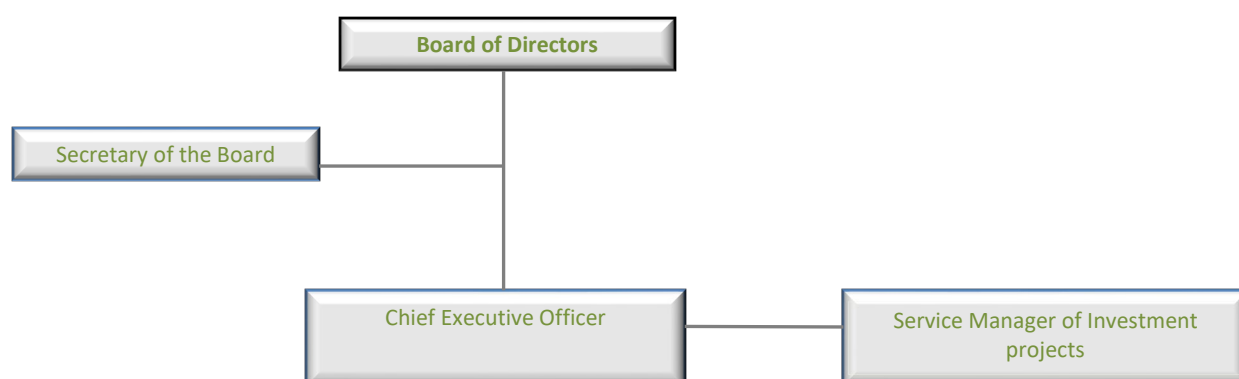 Board of Directors
Secretary of the Board
Chief Executive Officer
Service Manager of Investment
projects